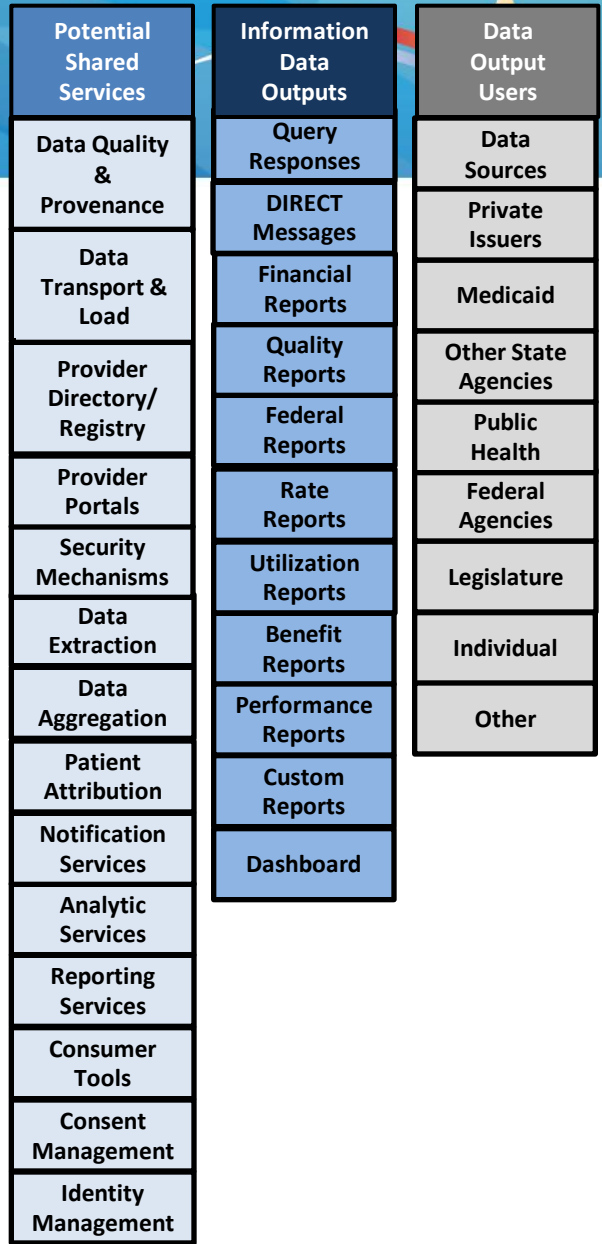 Potential
Shared
Services
Data Quality
&
Provenance
Data
Transport &
Load
Provider
Directory/
Registry
Provider
Portals
Security
Mechanisms
Data
Extraction
Data
Aggregation
Patient
Attribution
Notification
Services
Analytic
Services
Reporting
Services
Consumer
Tools
Consent
Management
Identity
Management
Information
Data
Outputs
Query
Responses
DIRECT
Messages
Financial
Reports
Quality
Reports
Federal
Reports
Rate
Reports
Utilization
Reports
Benefit
Reports
Performance
Reports
Custom
Reports
Dashboard
Data
Output
Users
Data
Sources
Private
Issuers
Medicaid
Other State
Agencies
Public
Health
Federal
Agencies
Legislature
Individual
Other